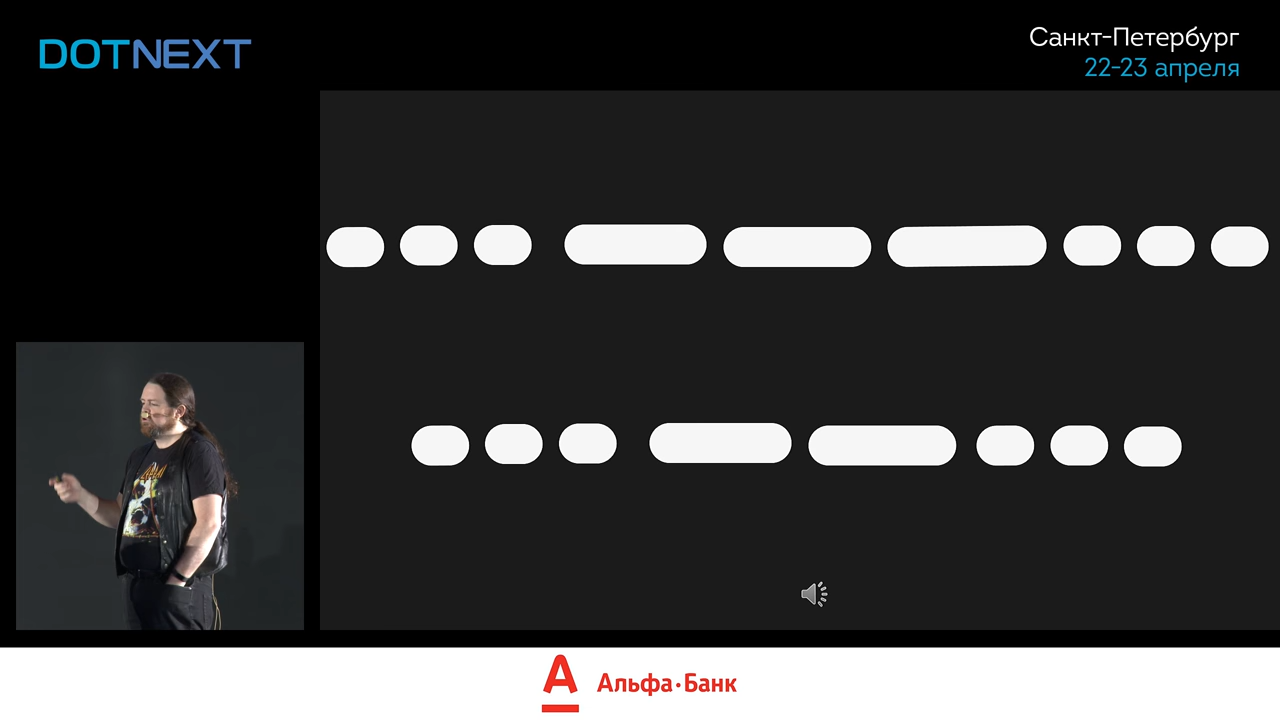 DOTNEXT
Санкт-Петербург
22-23 апреля
А
Альфа·Банк